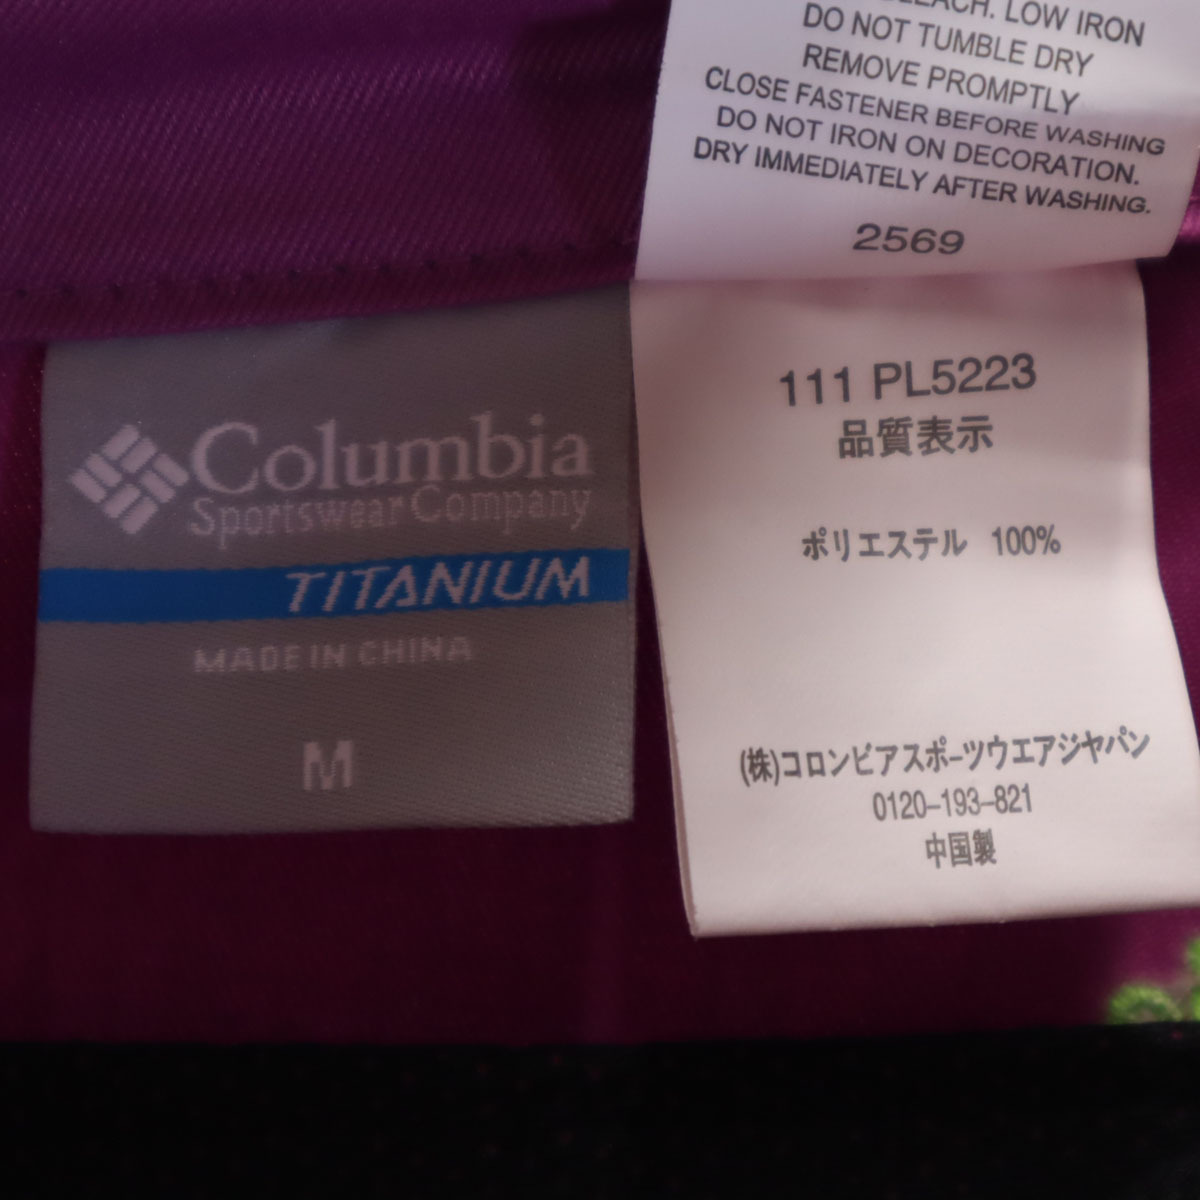 LOW IRON
DO NOT TUMBLE DRY
REMOVE PROMPTLY
CLOSE FASTENER BEFORE WASHING
DO NOT IRON ON DECORATION.
DRY IMMEDIATELY AFTER WASHING.
2569
Columbia
Sportswear Company
TITANIUM
MADE IN CHINA
M
111 PL5223
品質表示
ポリエステル 100%
(株)コロンビアスポーツウエアジヤパン
0120-193-821
中国製